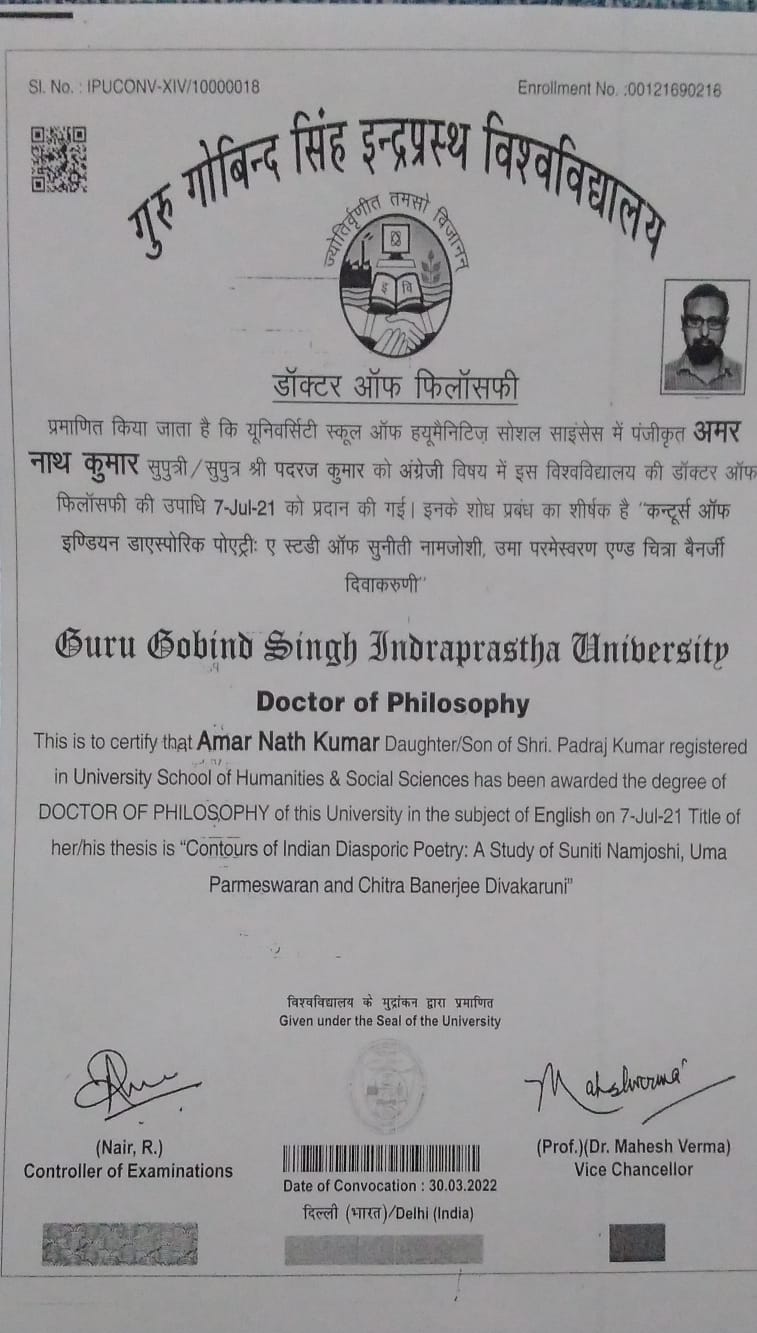 Sl. No. : IPUCONV-XIV/10000018
Enrollment No. :00121690216
गुरु गोबिन्द सिंह इन्द्रप्रस्थ विश्वविद्यालय
ज्योतिर्वृणीत तमसो विजानन
इ वि
डॉक्टर ऑफ फिलॉसफी
प्रमाणित किया जाता है कि यूनिवर्सिटी स्कूल ऑफ हयूमैनिटिज़ सोशल साइंसेस में पंजीकृत अमर
नाथ कुमार सुपुत्री/सुपुत्र श्री पदरज कुमार को अंग्रेजी विषय में इस विश्वविद्यालय की डॉक्टर ऑफ
फिलॉसफी की उपाधि 7-Jul-21 को प्रदान की गई। इनके शोध प्रबंध का शीर्षक है "कन्टूर्स ऑफ
इण्डियन डाएस्पोरिक पोएट्रीः ए स्टडी ऑफ सुनीती नामजोशी, उमा परमेस्वरण एण्ड चित्रा बैनर्जी
दिवाकरुणी"
Guru Gobind Singh Indraprastha University
Doctor of Philosophy
This is to certify that Amar Nath Kumar Daughter/Son of Shri. Padraj Kumar registered
in University School of Humanities & Social Sciences has been awarded the degree of
DOCTOR OF PHILOSOPHY of this University in the subject of English on 7-Jul-21 Title of
her/his thesis is "Contours of Indian Diasporic Poetry: A Study of Suniti Namjoshi, Uma
Parmeswaran and Chitra Banerjee Divakaruni"
विश्वविद्यालय के मुद्रांकन द्वारा प्रमाणित
Given under the Seal of the University
(Nair, R.)
Controller of Examinations
(Prof.)(Dr. Mahesh Verma)
Vice Chancellor
Date of Convocation : 30.03.2022
दिल्ली (भारत)/Delhi (India)